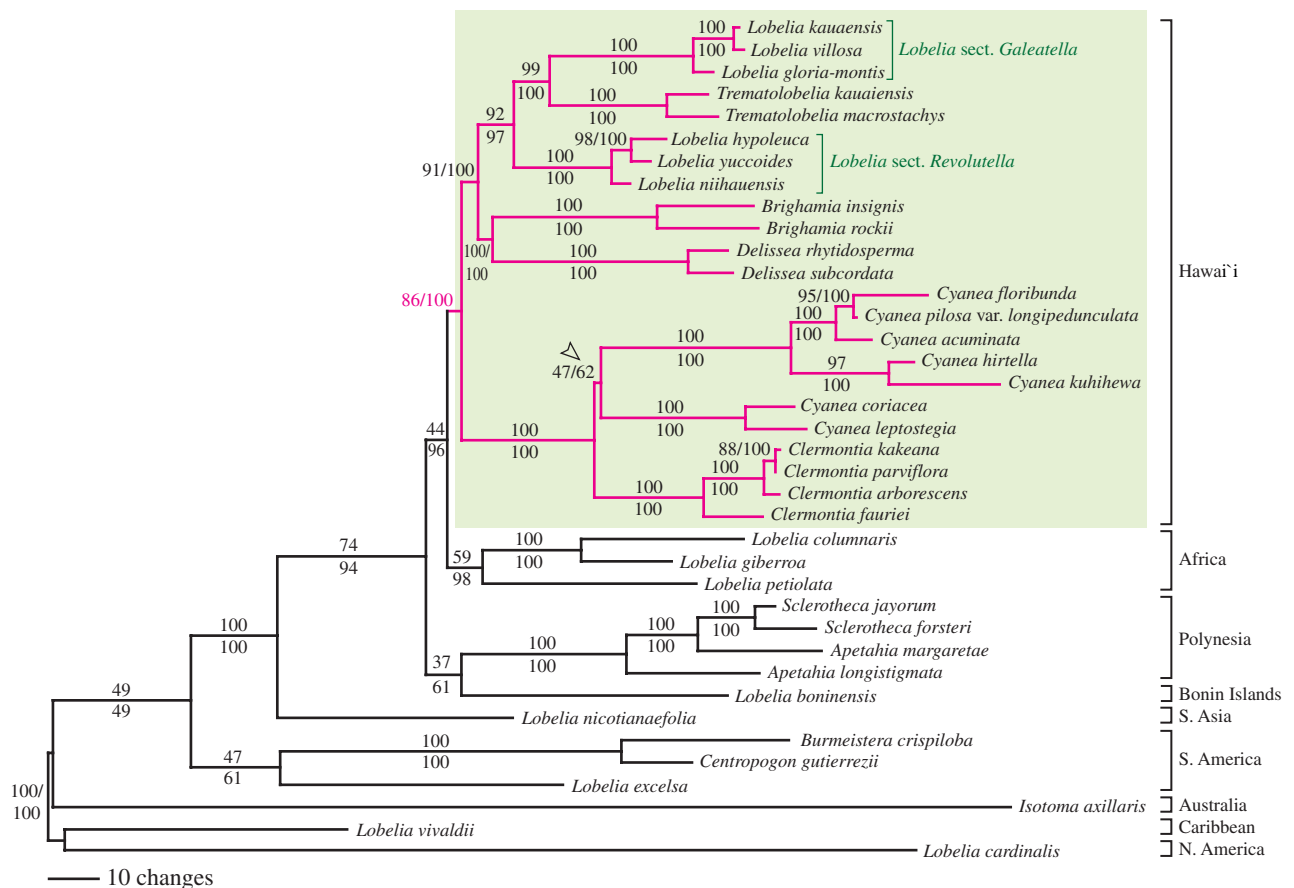 100
Lobelia kauaensis
100
100
Lobelia villosa
100
Lobelia gloria-montis
Lobelia sect. Galeatella
99
100
100
Trematolobelia kauaiensis
100
Trematolobelia macrostachys
92
97
98/100
Lobelia hypoleuca
Lobelia yuccoides
100
100
Lobelia niihauensis
Lobelia sect. Revolutella
91/100
100
Brighamia insignis
100
Brighamia rockii
100/
100
100
Delissea rhytidosperma
100
Delissea subcordata
Hawai`i
86/100
95/100
Cyanea floribunda
Cyanea pilosa var. longipedunculata
100
100
Cyanea acuminata
100
100
97
Cyanea hirtella
100
Cyanea kuhihewa
47/62
100
Cyanea coriacea
100
Cyanea leptostegia
100
100
88/100
Clermontia kakeana
Clermontia parviflora
100
100
Clermontia arborescens
100
100
Clermontia fauriei
44
96
100
Lobelia columnaris
100
Lobelia giberroa
59
98
Lobelia petiolata
Africa
74
94
100
Sclerotheca jayorum
100
Sclerotheca forsteri
100
100
Apetahia margaretae
100
100
Apetahia longistigmata
Polynesia
37
61
Lobelia boninensis
Bonin Islands
100
100
Lobelia nicotianaefolia
S. Asia
49
49
100
Burmeistera crispiloba
100
Centropogon gutierrezii
47
61
Lobelia excelsa
S. America
100/
100
Isotoma axillaris
Australia
Lobelia vivaldii
Caribbean
Lobelia cardinalis
N. America
10 changes